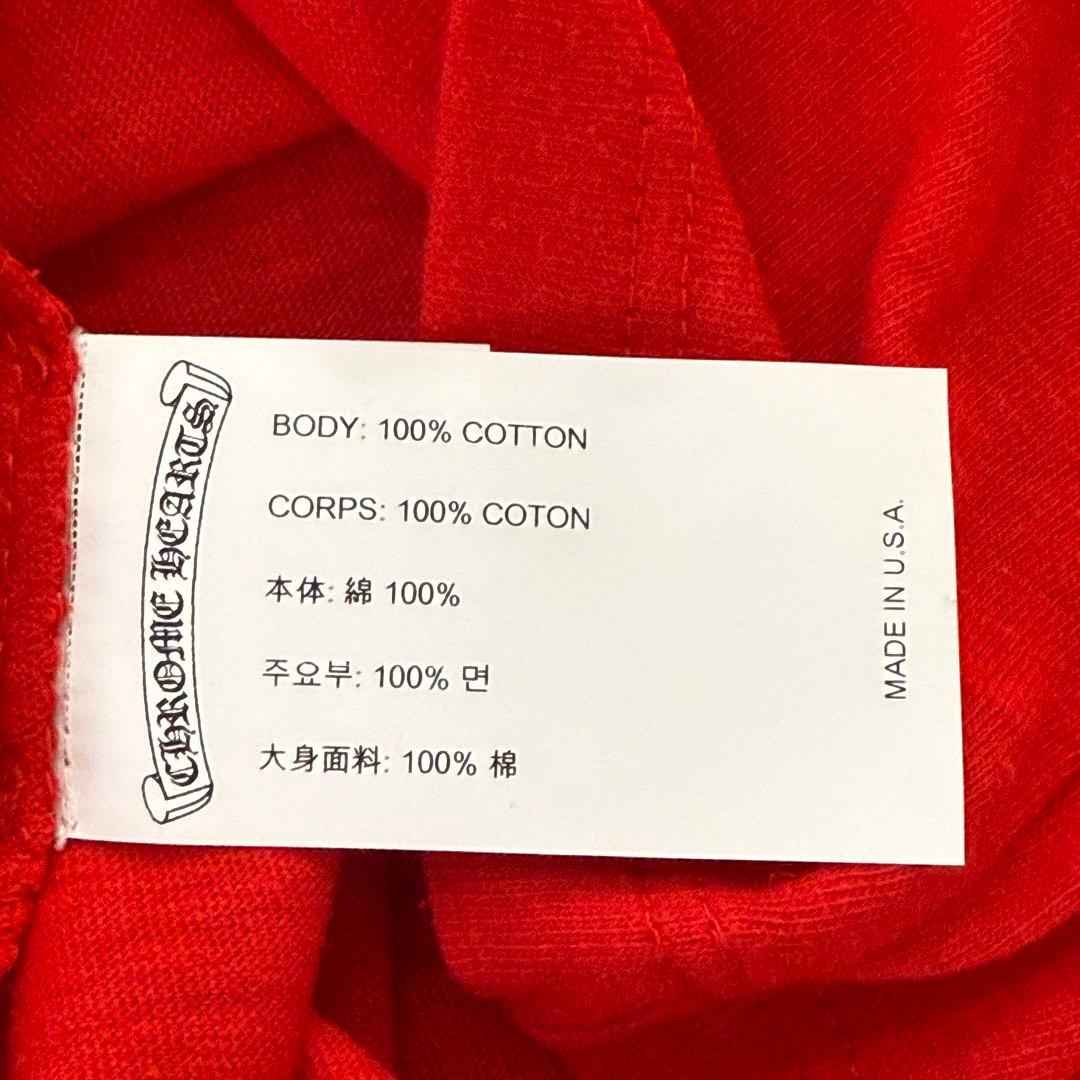 CHROME HEARTS
BODY: 100% COTTON
CORPS: 100% COTON
本体: 綿 100%
주요부: 100% 면
大身面料: 100% 棉
MADE IN U.S.A.